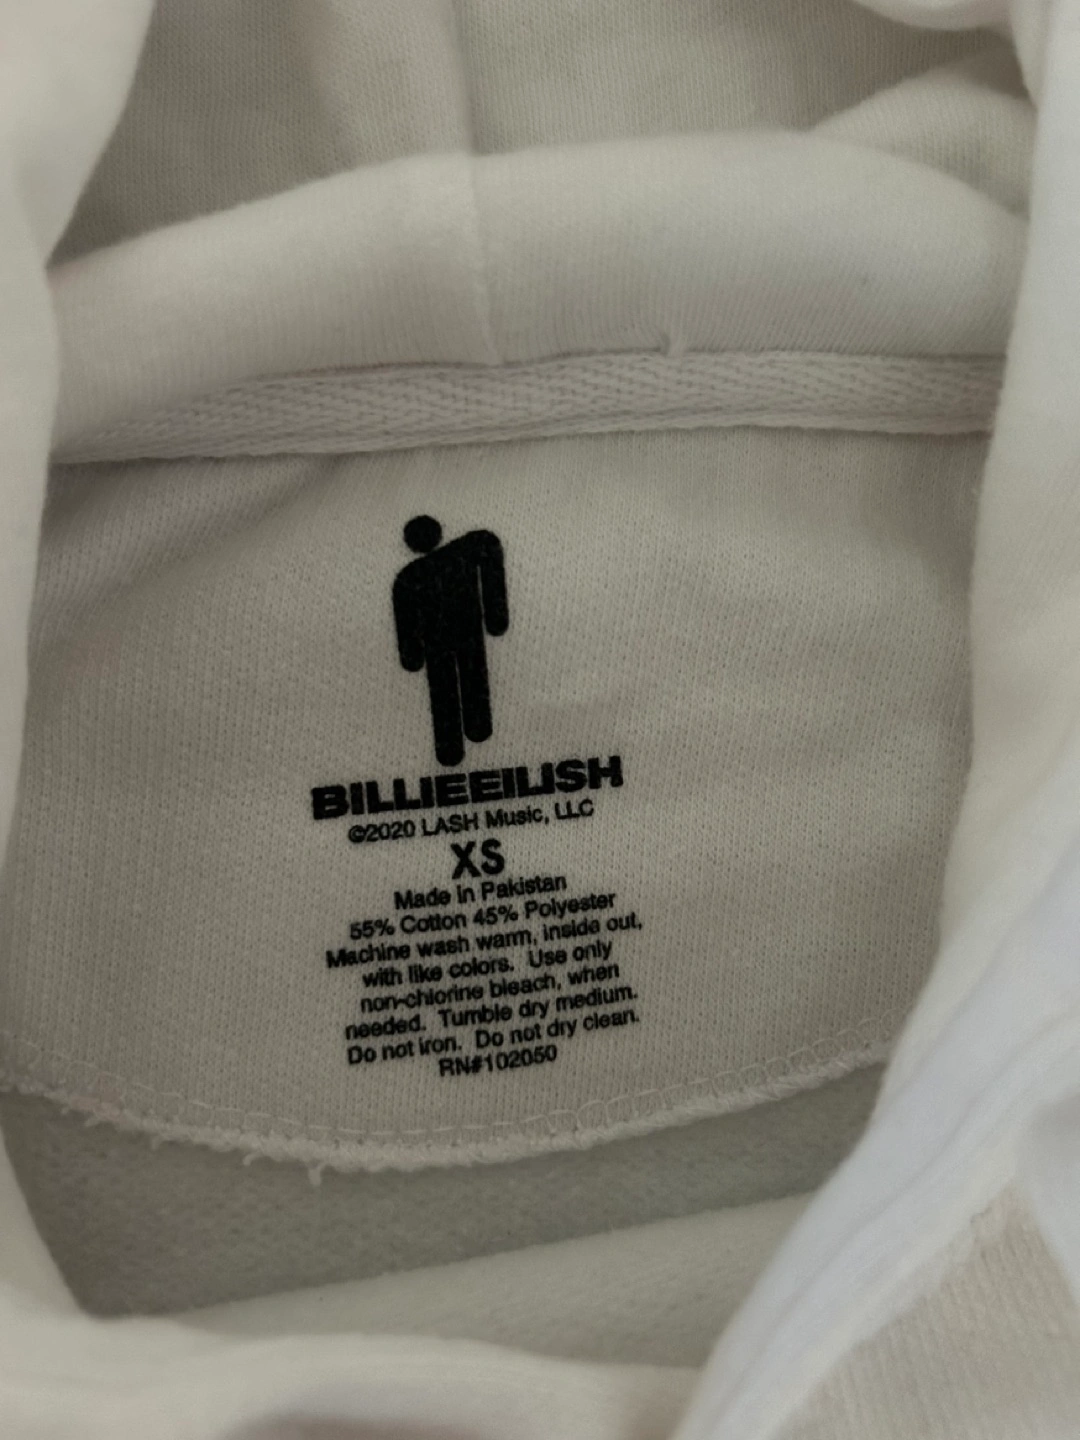 BILLIEEILISH
©2020 LASH Music, LLC
XS
Made in Pakistan
55% Cotton 45% Polyester
Machine wash warm, inside out,
with like colors. Use only
non-chlorine bleach, when
needed. Tumble dry medium.
Do not iron. Do not dry clean.
RN#102050